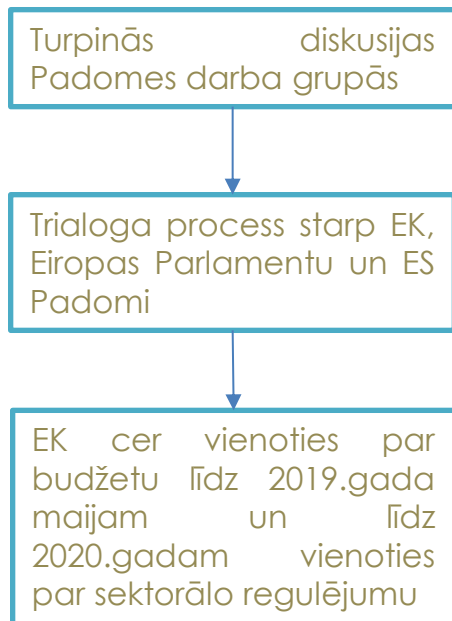 Turpinās diskusijas
Padomes darba grupās
Trialoga process starp EK,
Eiropas Parlamentu un ES
Padomi
EK cer vienoties par
budžetu līdz 2019.gada
maijam un līdz
2020.gadam vienoties
par sektorālo regulējumu